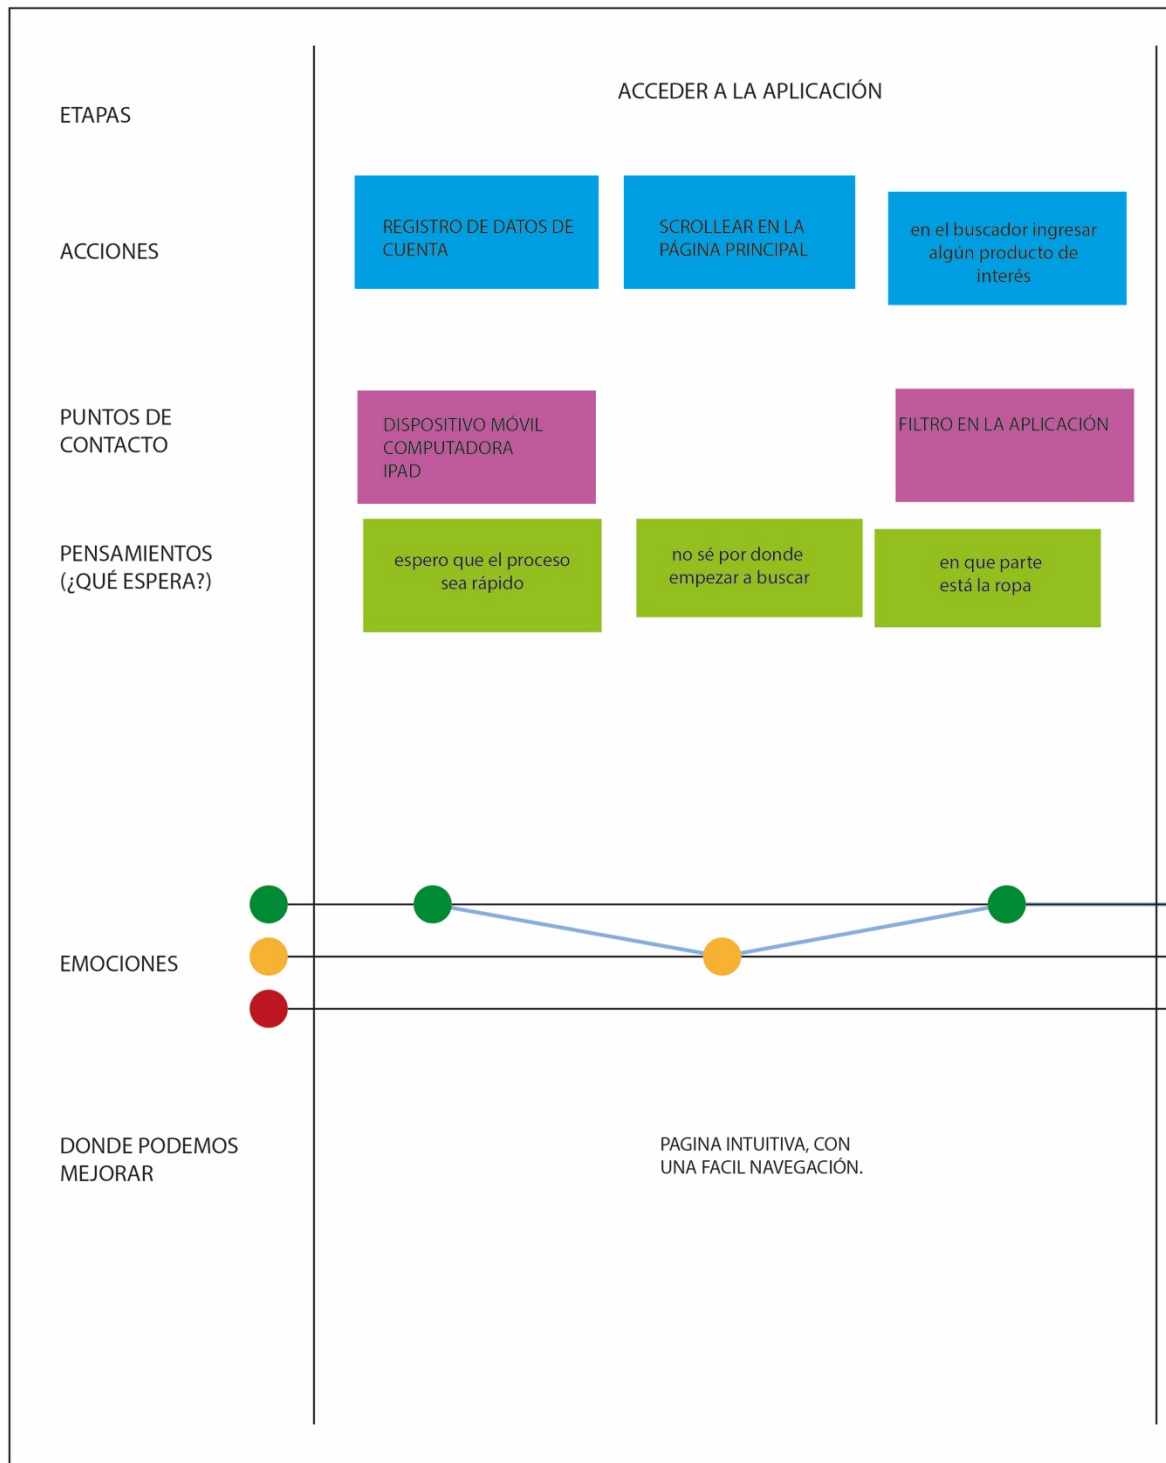 ETAPAS
ACCEDER A LA APLICACIÓN
ACCIONES
REGISTRO DE DATOS DE
CUENTA
SCROLLEAR EN LA
PÁGINA PRINCIPAL
en el buscador ingresar
algún producto de
interés
PUNTOS DE
CONTACTO
DISPOSITIVO MÓVIL
COMPUTADORA
IPAD
FILTRO EN LA APLICACIÓN
PENSAMIENTOS
(¿QUÉ ESPERA?)
espero que el proceso
sea rápido
no sé por donde
empezar a buscar
en que parte
está la ropa
EMOCIONES
DONDE PODEMOS
MEJORAR
PAGINA INTUITIVA, CON
UNA FACIL NAVEGACIÓN.